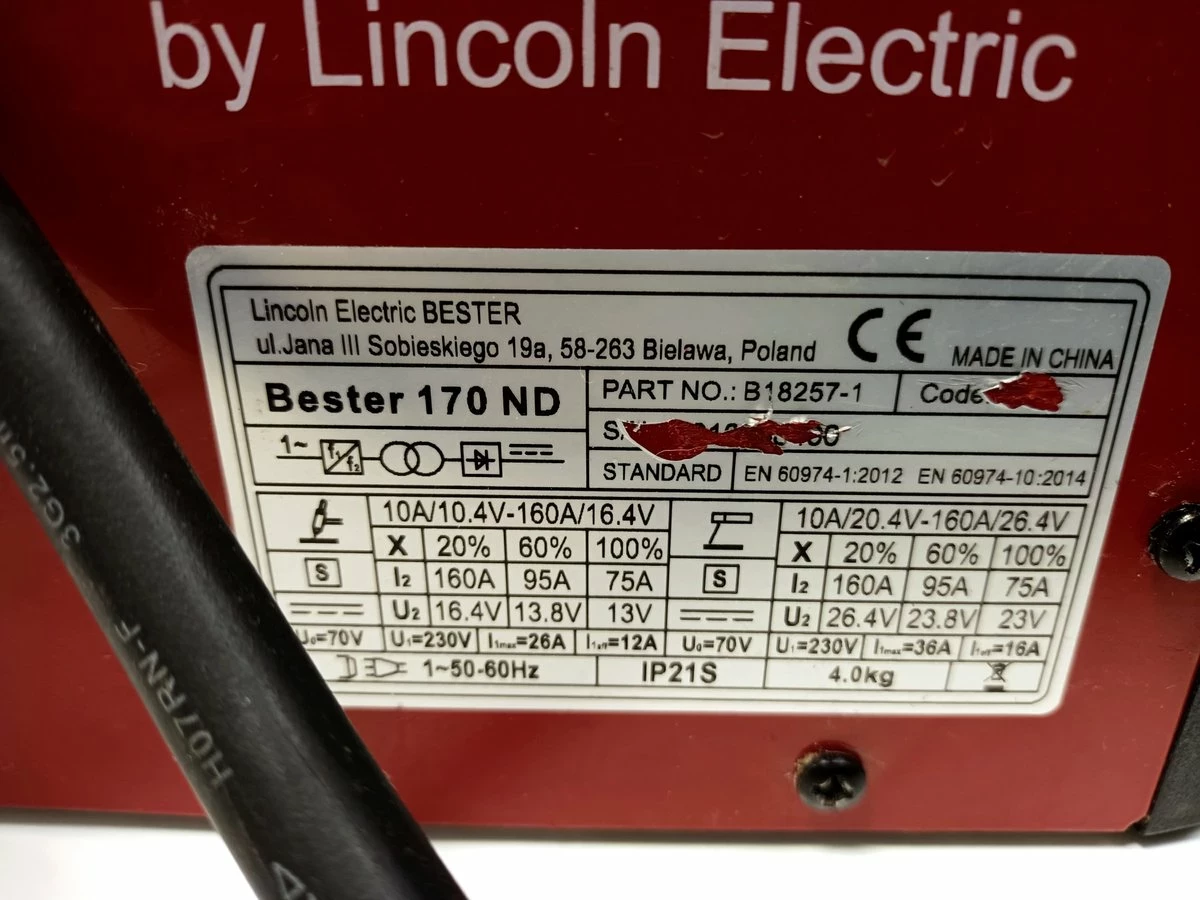 by Lincoln Electric
Lincoln Electric BESTER
ul.Jana III Sobieskiego 19a, 58-263 Bielawa, Poland
CE
MADE IN CHINA
Bester 170 ND
PART NO.: B18257-1
Code
1~
f1
f2
STANDARD
EN 60974-1:2012 EN 60974-10:2014
10A/10.4V-160A/16.4V
X 20% 60% 100%
S
I2 160A 95A 75A
U2 16.4V 13.8V 13V
U0=70V U1=230V I1max=26A I1eff=12A
10A/20.4V-160A/26.4V
X 20% 60% 100%
S
I2 160A 95A 75A
U2 26.4V 23.8V 23V
U0=70V U1=230V I1max=36A I1eff=16A
1~50-60Hz
IP21S
4.0kg
H07RN-F 3G2.5